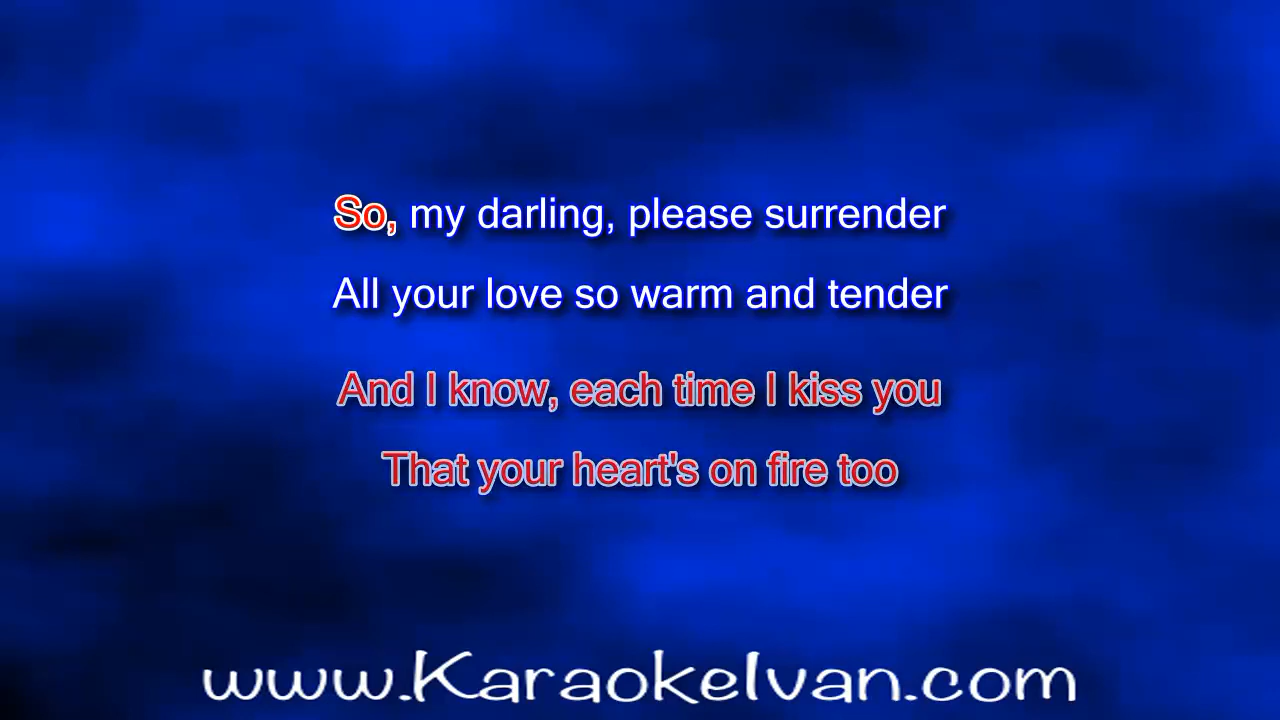 So, my darling, please surrender
All your love so warm and tender
And I know, each time I kiss you
That your heart's on fire too
www.KaraokeIvan.com